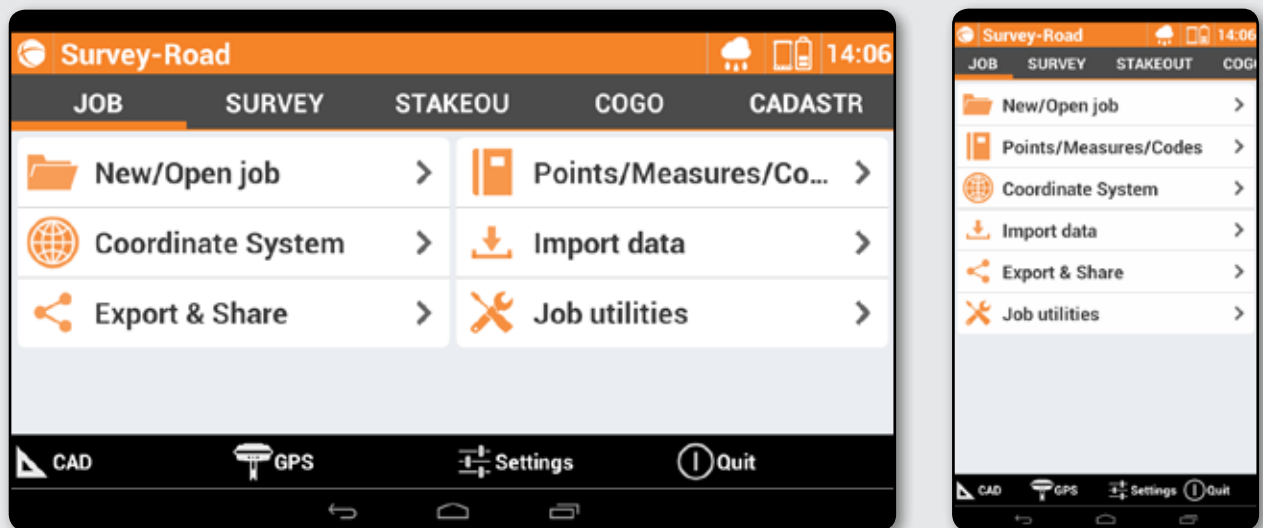 Survey-Road 14:06
JOB SURVEY STAKEOU COGO CADASTR
New/Open job Points/Measures/Co...
Coordinate System Import data
Export & Share Job utilities
CAD GPS Settings Quit
Survey-Road 14:06
JOB SURVEY STAKEOUT COG
New/Open job
Points/Measures/Codes
Coordinate System
Import data
Export & Share
Job utilities
CAD GPS Settings Quit